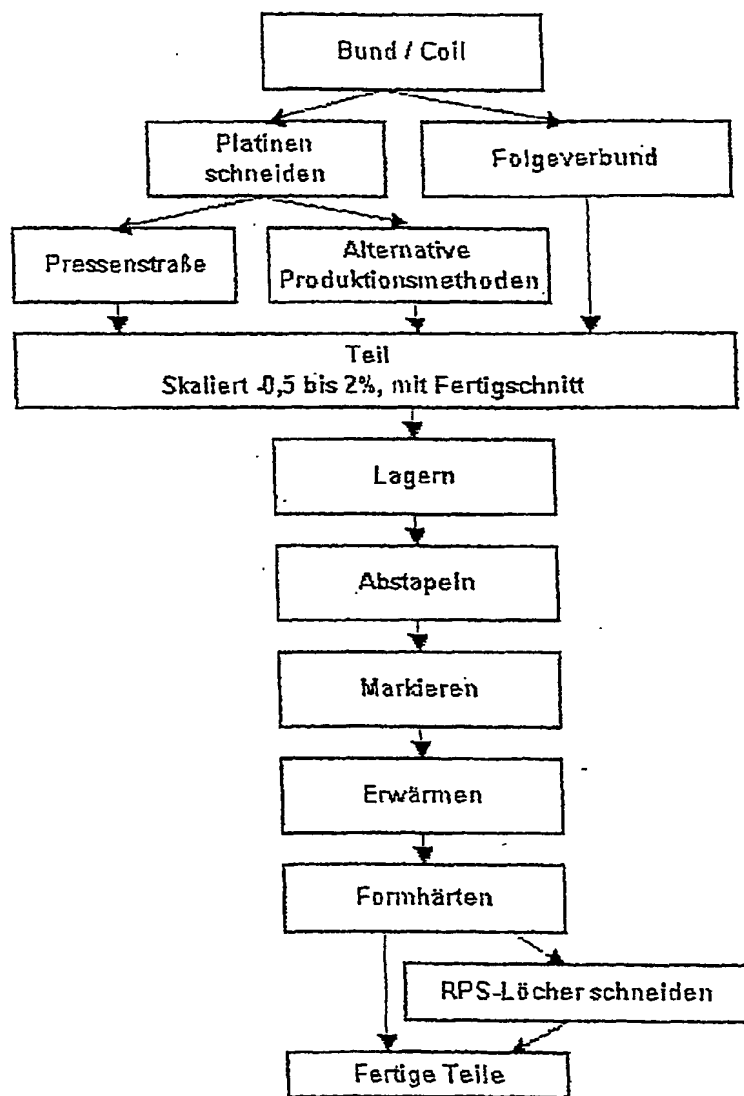 Bund / Coil
Platinen
schneiden
Folgeverbund
Pressenstraße
Alternative
Produktionsmethoden
Teil
Skaliert -0,5 bis 2%, mit Fertigschnitt
Lagern
Abstapeln
Markieren
Erwärmen
Formhärten
RPS-Löcher schneiden
Fertige Teile